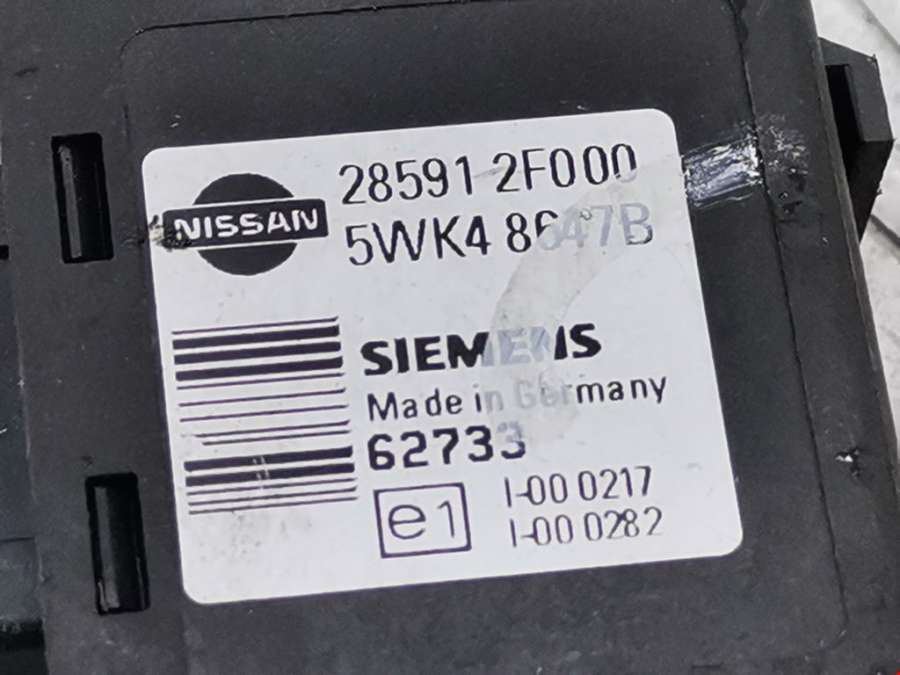 NISSAN
28591 2F000
5WK4 8647B
SIEMENS
Made in Germany
62733
e1
I-00 0217
I-00 0282